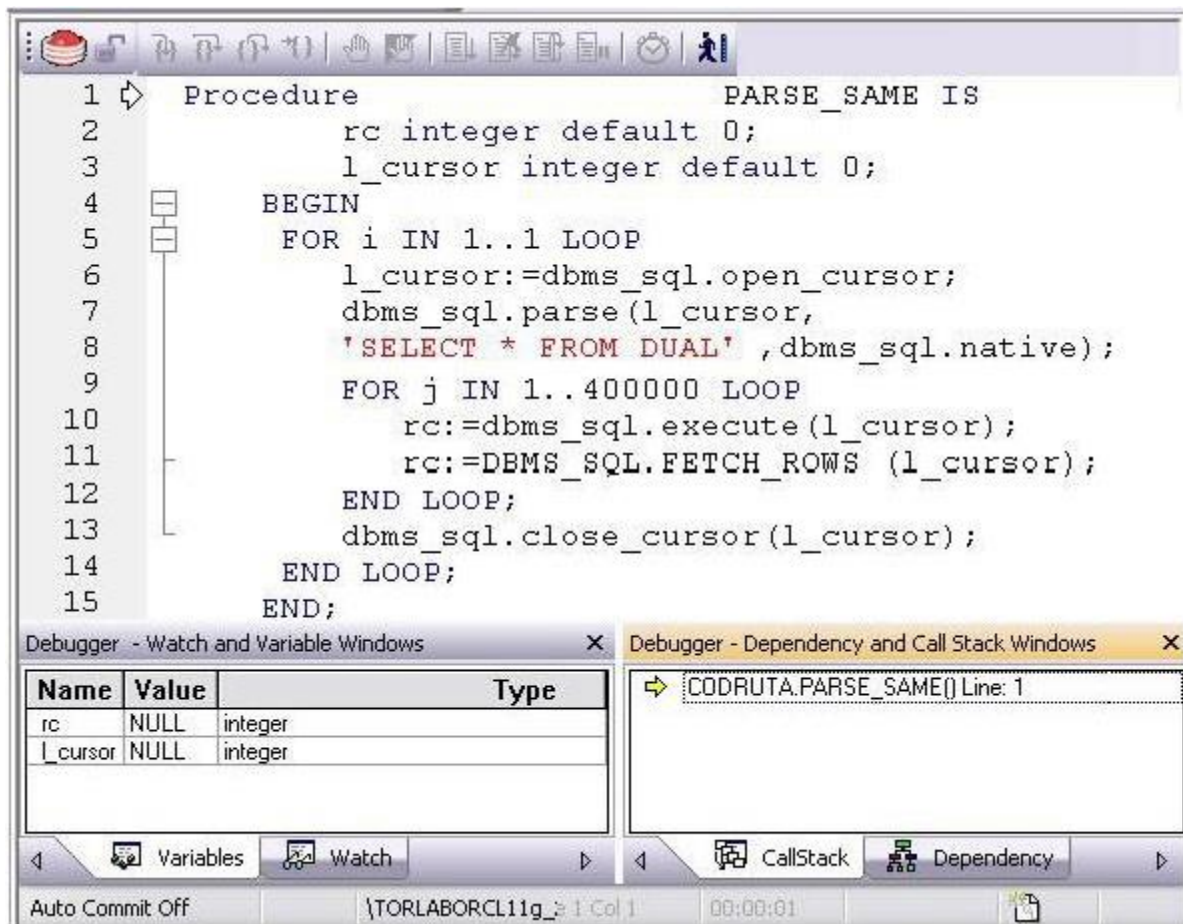 1 Procedure PARSE_SAME IS
2 rc integer default 0;
3 l_cursor integer default 0;
4 BEGIN
5 FOR i IN 1..1 LOOP
6 l_cursor:=dbms_sql.open_cursor;
7 dbms_sql.parse(l_cursor,
8 'SELECT * FROM DUAL' ,dbms_sql.native);
9 FOR j IN 1..400000 LOOP
10 rc:=dbms_sql.execute(l_cursor);
11 rc:=DBMS_SQL.FETCH_ROWS (l_cursor);
12 END LOOP;
13 dbms_sql.close_cursor(l_cursor);
14 END LOOP;
15 END;
Debugger - Watch and Variable Windows
Name Value Type
rc NULL integer
l_cursor NULL integer
Variables Watch
Debugger - Dependency and Call Stack Windows
CODRUTA.PARSE_SAME() Line: 1
CallStack Dependency
Auto Commit Off \TORLABORCL11g_ 1 Col 1 00:00:01